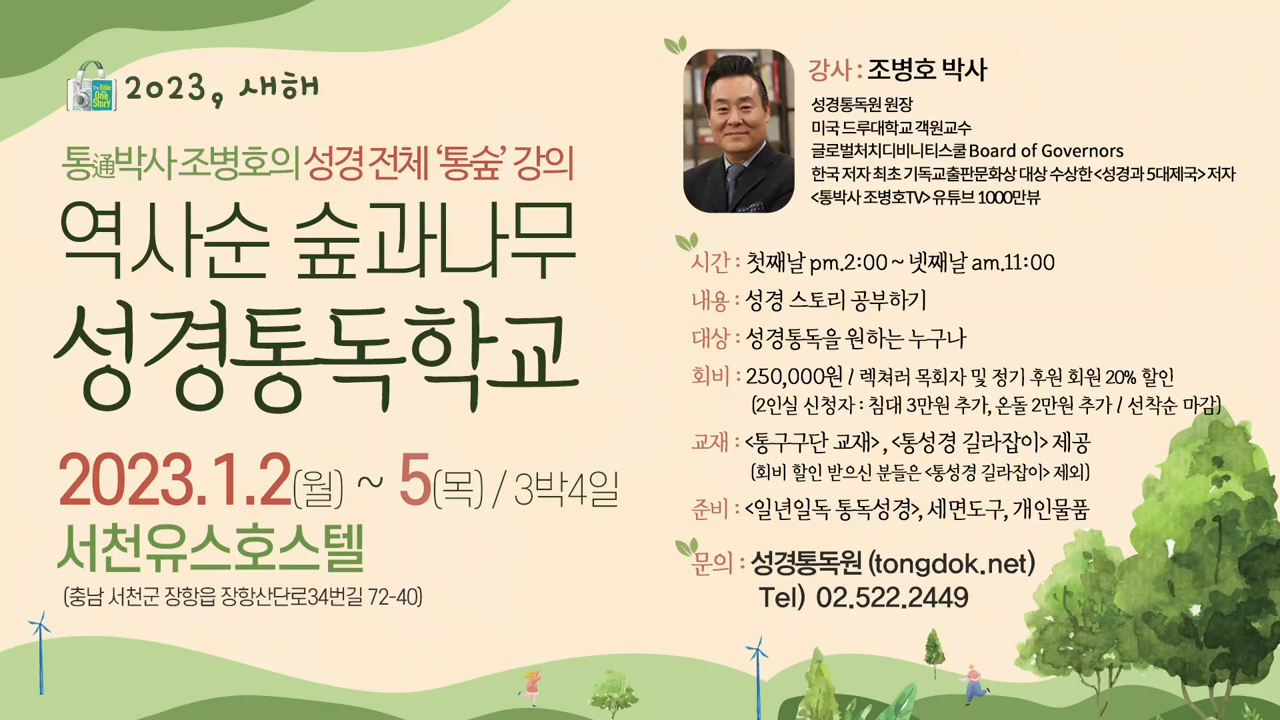 The Bible
One
Story
2023, 새해
통通박사 조병호의 성경 전체 '통숲' 강의
역사순 숲과나무
성경통독학교
2023.1.2(월) ~ 5(목) / 3박4일
서천유스호스텔
(충남 서천군 장항읍 장항산단로34번길 72-40)
강사 : 조병호 박사
성경통독원 원장
미국 드루대학교 객원교수
글로벌처치디비니티스쿨 Board of Governors
한국 저자 최초 기독교출판문화상 대상 수상한 <성경과 5대제국> 저자
<통박사 조병호TV> 유튜브 1000만뷰
시간 : 첫째날 pm.2:00 ~ 넷째날 am.11:00
내용 : 성경 스토리 공부하기
대상 : 성경통독을 원하는 누구나
회비 : 250,000원 / 렉쳐러 목회자 및 정기 후원 회원 20% 할인
(2인실 신청자 : 침대 3만원 추가, 온돌 2만원 추가 / 선착순 마감)
교재 : <통구구단 교재> , <통성경 길라잡이> 제공
(회비 할인 받으신 분들은 <통성경 길라잡이> 제외)
준비 : <일년일독 통독성경>, 세면도구, 개인물품
문의 : 성경통독원 (tongdok.net)
Tel) 02.522.2449